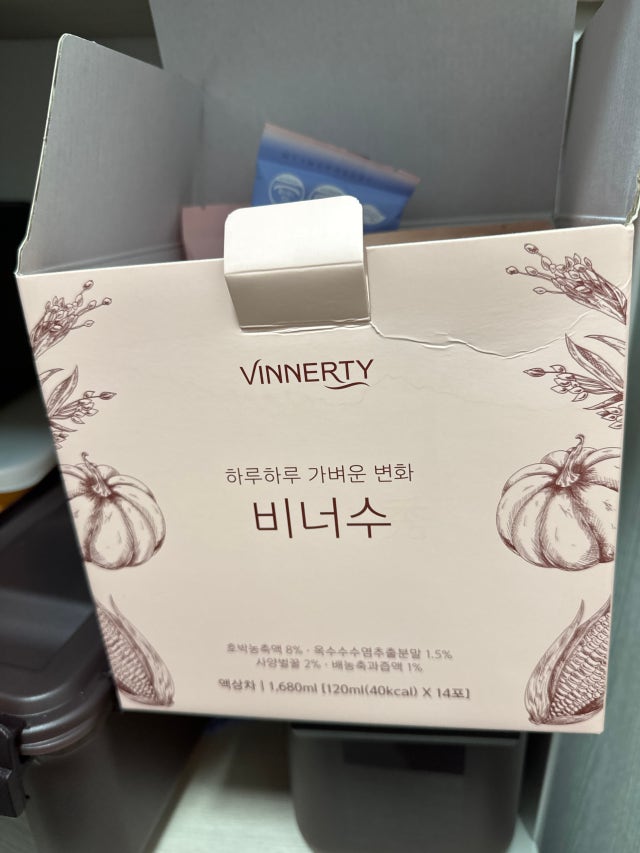 VINNERTY
하루하루 가벼운 변화
비너수
호박농축액 8% · 옥수수수염추출분말 1.5%
사양벌꿀 2% · 배농축과즙액 1%
액상차 | 1,680ml [120ml(40kcal) X 14포]